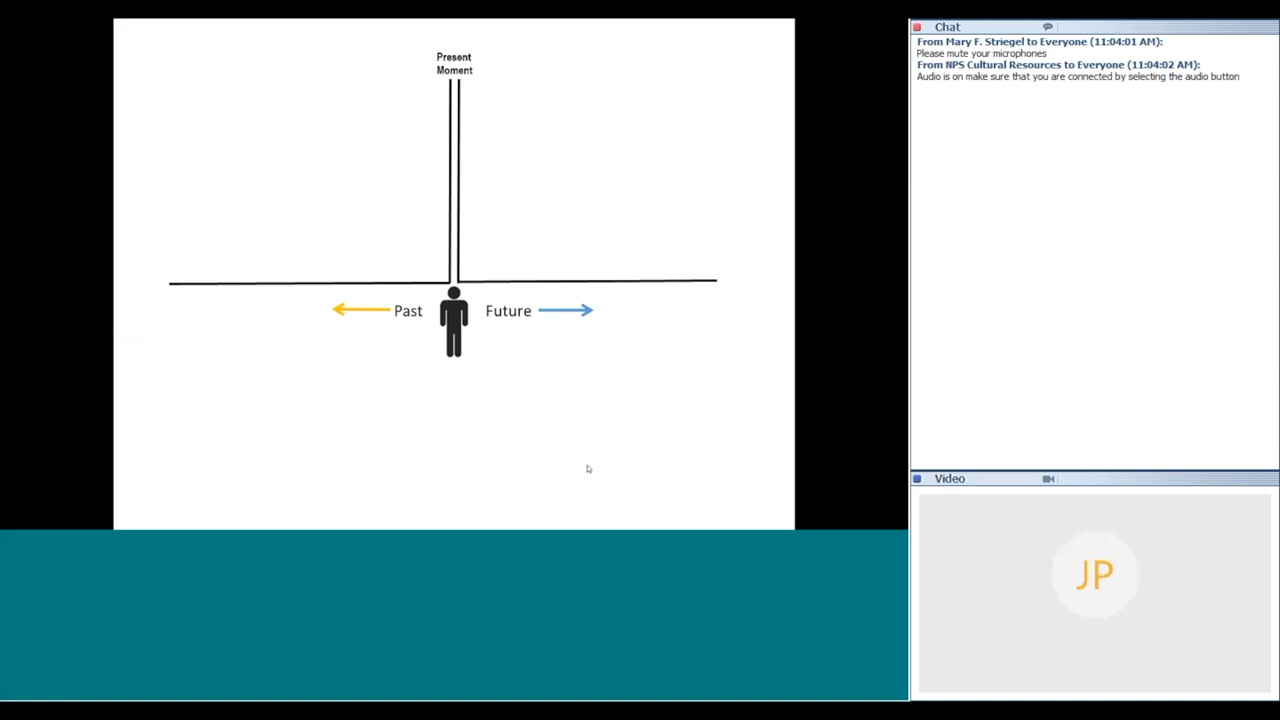 Present
Moment
Past
Future
Chat
From Mary F. Striegel to Everyone (11:04:01 AM):
Please mute your microphones
From NPS Cultural Resources to Everyone (11:04:02 AM):
Audio is on make sure that you are connected by selecting the audio button
Video
JP